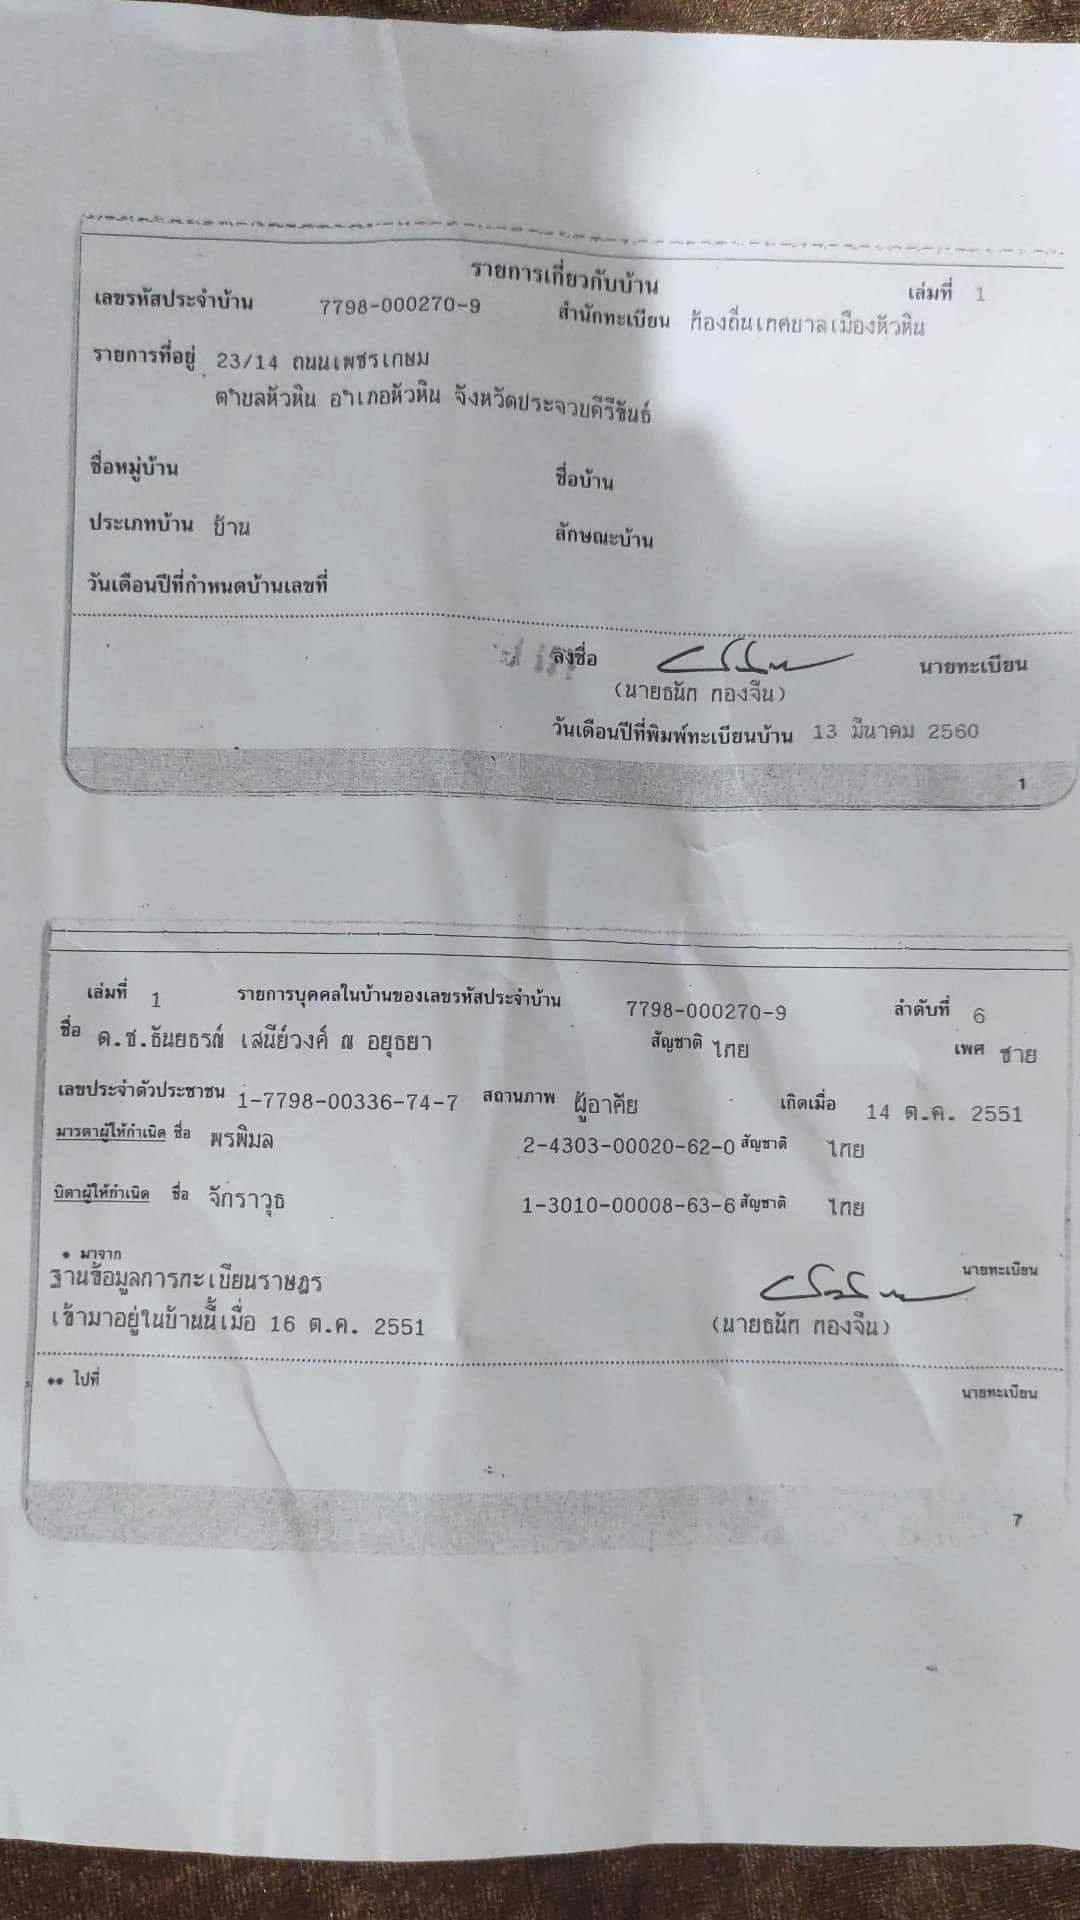 รายการเกี่ยวกับบ้าน เล่มที่ 1
เลขรหัสประจำบ้าน 7798-000270-9 สำนักทะเบียน ท้องถิ่นเทศบาลเมืองหัวหิน
รายการที่อยู่ 23/14 ถนนเพชรเกษม
ตำบลหัวหิน อำเภอหัวหิน จังหวัดประจวบคีรีขันธ์
ชื่อหมู่บ้าน ชื่อบ้าน
ประเภทบ้าน บ้าน ลักษณะบ้าน
วันเดือนปีที่กำหนดบ้านเลขที่
ลงชื่อ นายทะเบียน
(นายธนัท ทองจีน)
วันเดือนปีที่พิมพ์ทะเบียนบ้าน 13 มีนาคม 2560
1
เล่มที่ 1 รายการบุคคลในบ้านของเลขรหัสประจำบ้าน 7798-000270-9 ลำดับที่ 6
ชื่อ ด.ช.ธันยธรณ์ เสนีย์วงศ์ ณ อยุธยา สัญชาติ ไทย เพศ ชาย
เลขประจำตัวประชาชน 1-7798-00336-74-7 สถานภาพ ผู้อาศัย เกิดเมื่อ 14 ต.ค. 2551
มารดาผู้ให้กำเนิด ชื่อ พรพิมล 2-4303-00020-62-0 สัญชาติ ไทย
บิดาผู้ให้กำเนิด ชื่อ จักราวุธ 1-3010-00008-63-6 สัญชาติ ไทย
* มาจาก
ฐานข้อมูลการทะเบียนราษฎร นายทะเบียน
เข้ามาอยู่ในบ้านนี้เมื่อ 16 ต.ค. 2551 (นายธนัท ทองจีน)
** ไปที่ นายทะเบียน
7